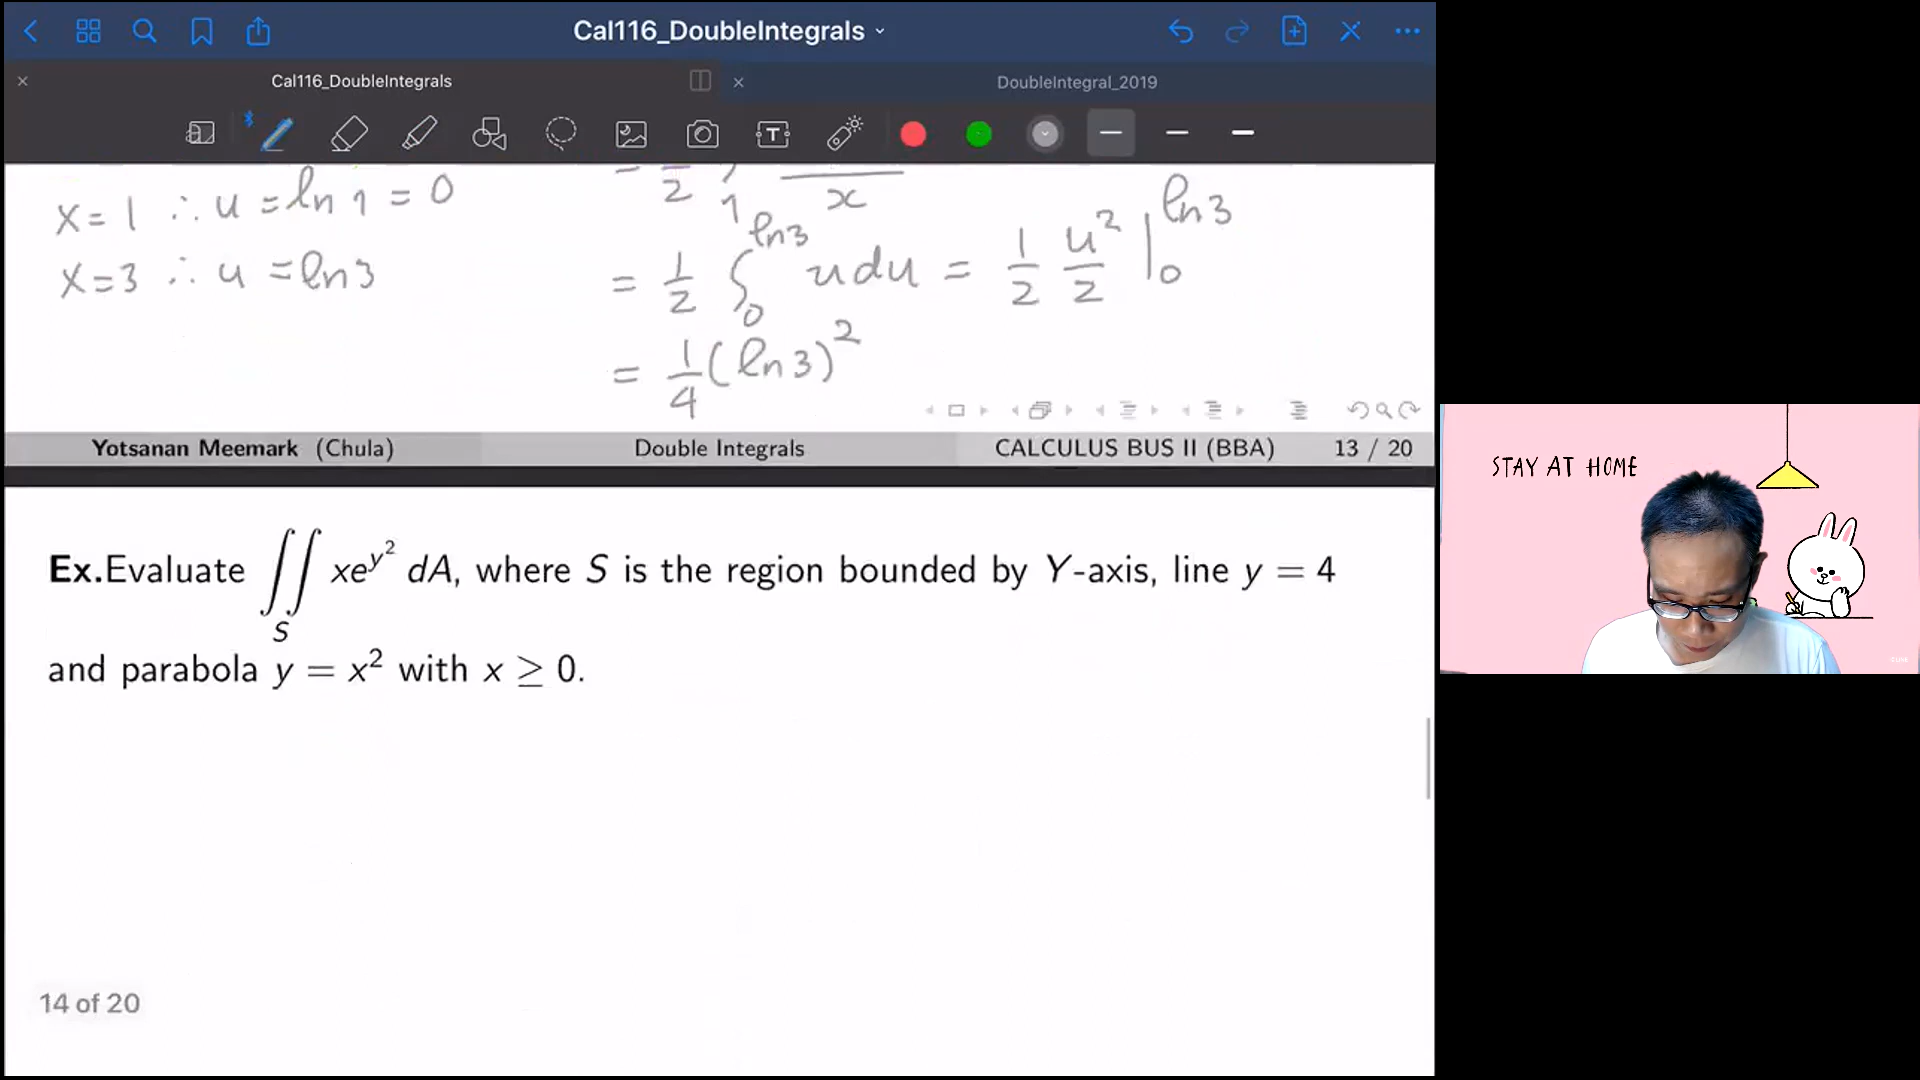 Cal116_DoubleIntegrals
Cal116_DoubleIntegrals
DoubleIntegral_2019
x=1 ∴ u = ln 1 = 0
x=3 ∴ u = ln3
= 1/2 ∫ 1 x
= 1/2 ∫_0^{ln3} u du = 1/2 u²/2 |_0^{ln3}
= 1/4 (ln 3)²
Yotsanan Meemark (Chula) Double Integrals CALCULUS BUS II (BBA) 13 / 20
Ex.Evaluate ∬_S xe^{y²} dA, where S is the region bounded by Y-axis, line y = 4
and parabola y = x² with x ≥ 0.
14 of 20
STAY AT HOME